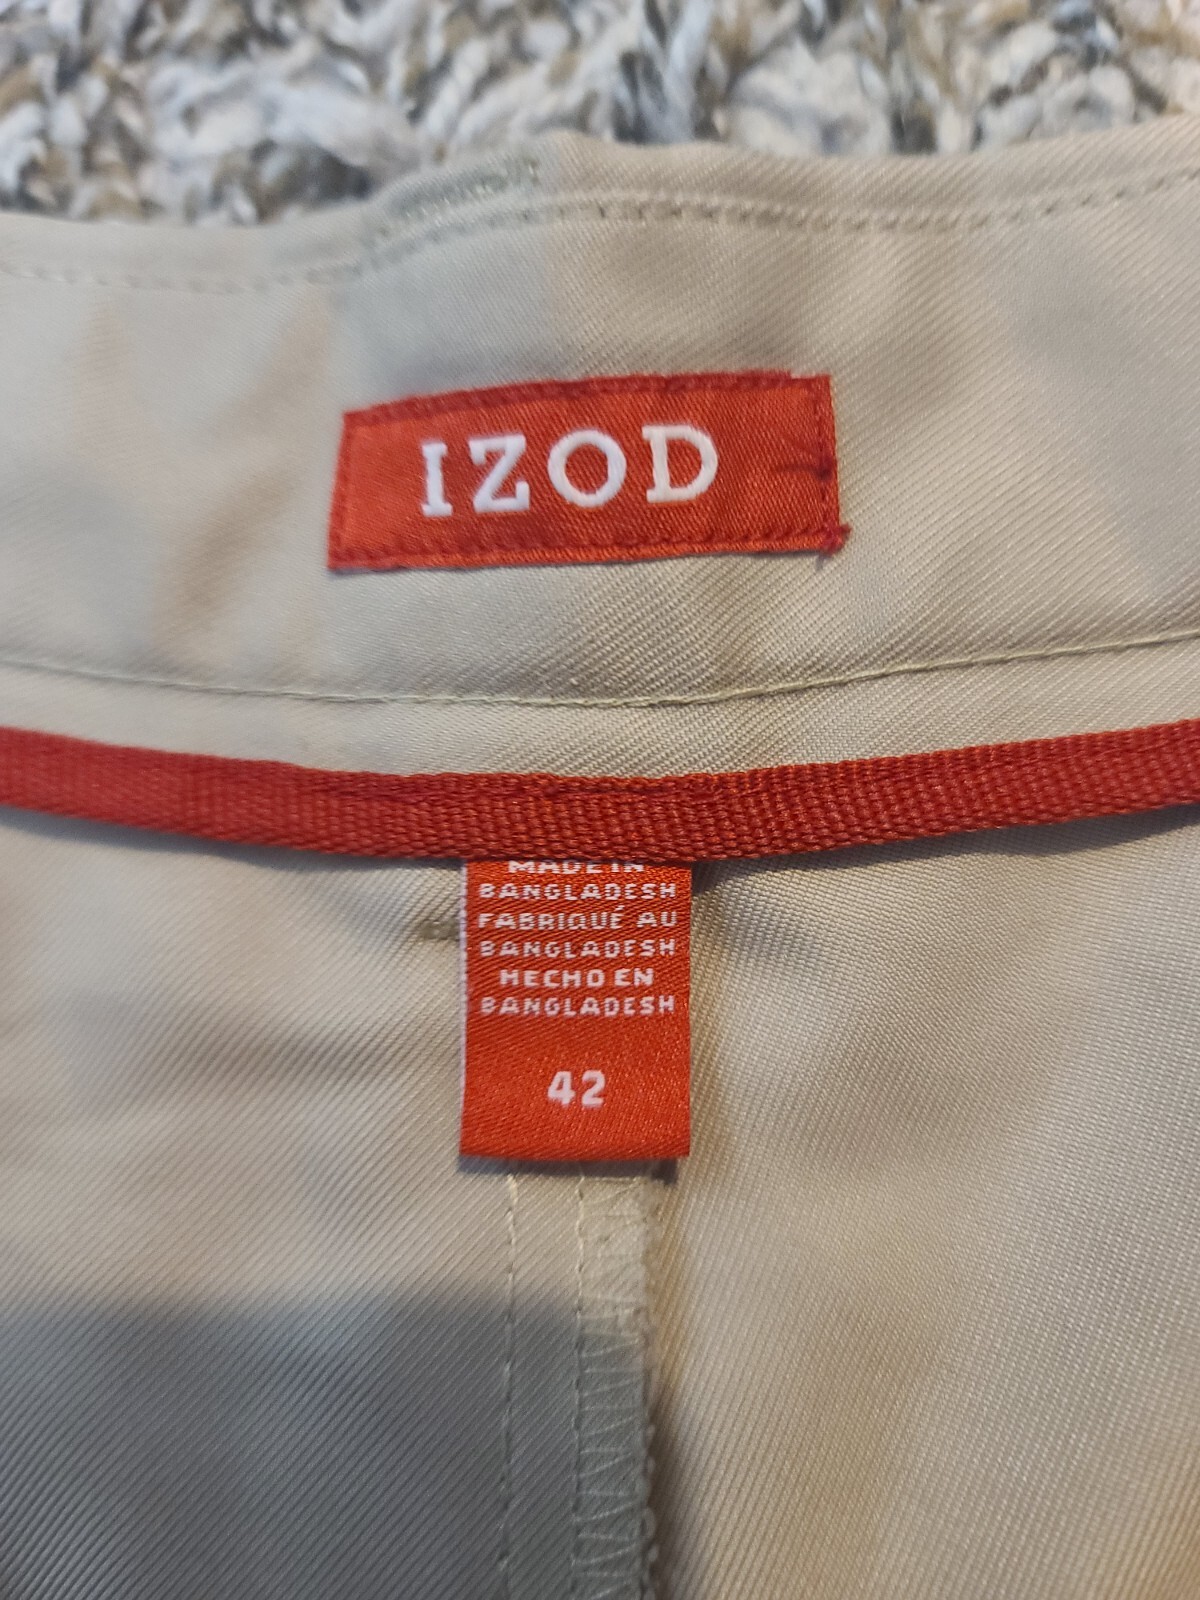 IZOD
MADE IN
BANGLADESH
FABRIQUÉ AU
BANGLADESH
HECHO EN
BANGLADESH
42